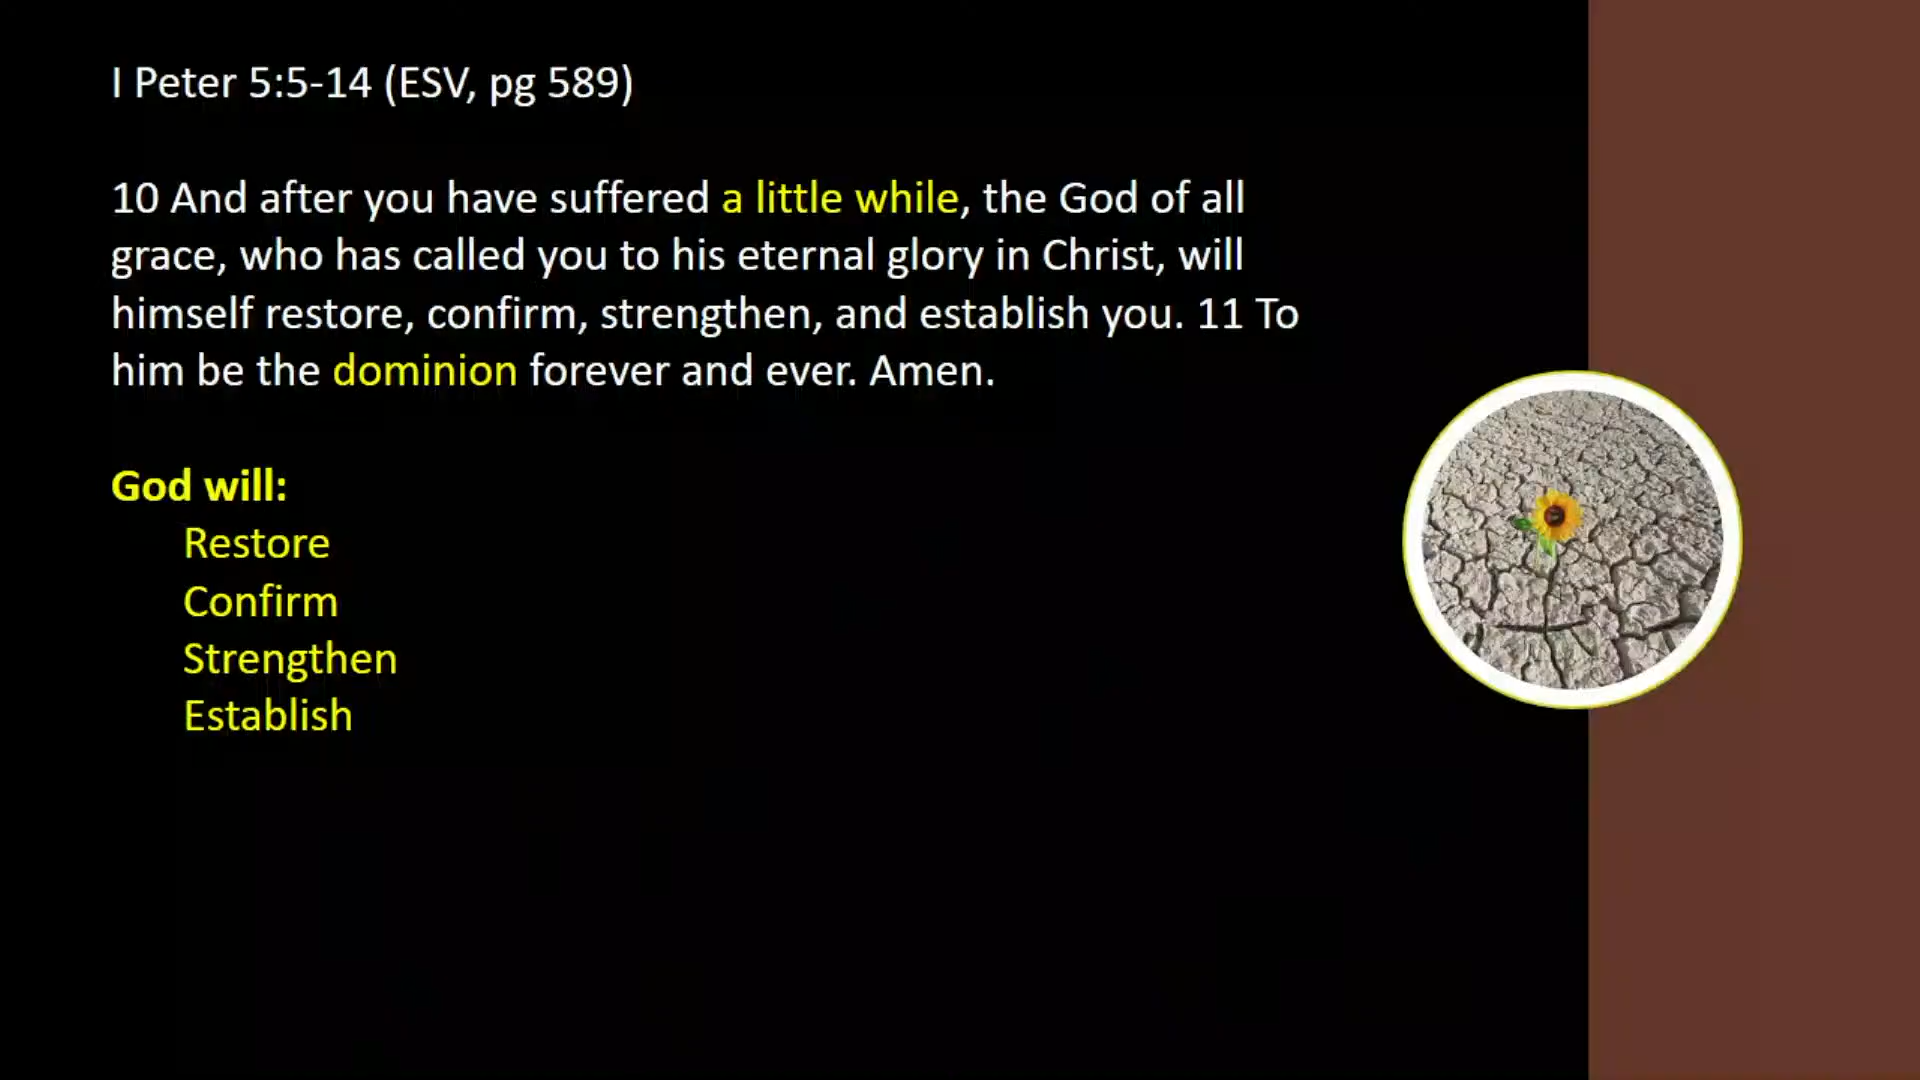 I Peter 5:5-14 (ESV, pg 589)
10 And after you have suffered a little while, the God of all
grace, who has called you to his eternal glory in Christ, will
himself restore, confirm, strengthen, and establish you. 11 To
him be the dominion forever and ever. Amen.
God will:
Restore
Confirm
Strengthen
Establish